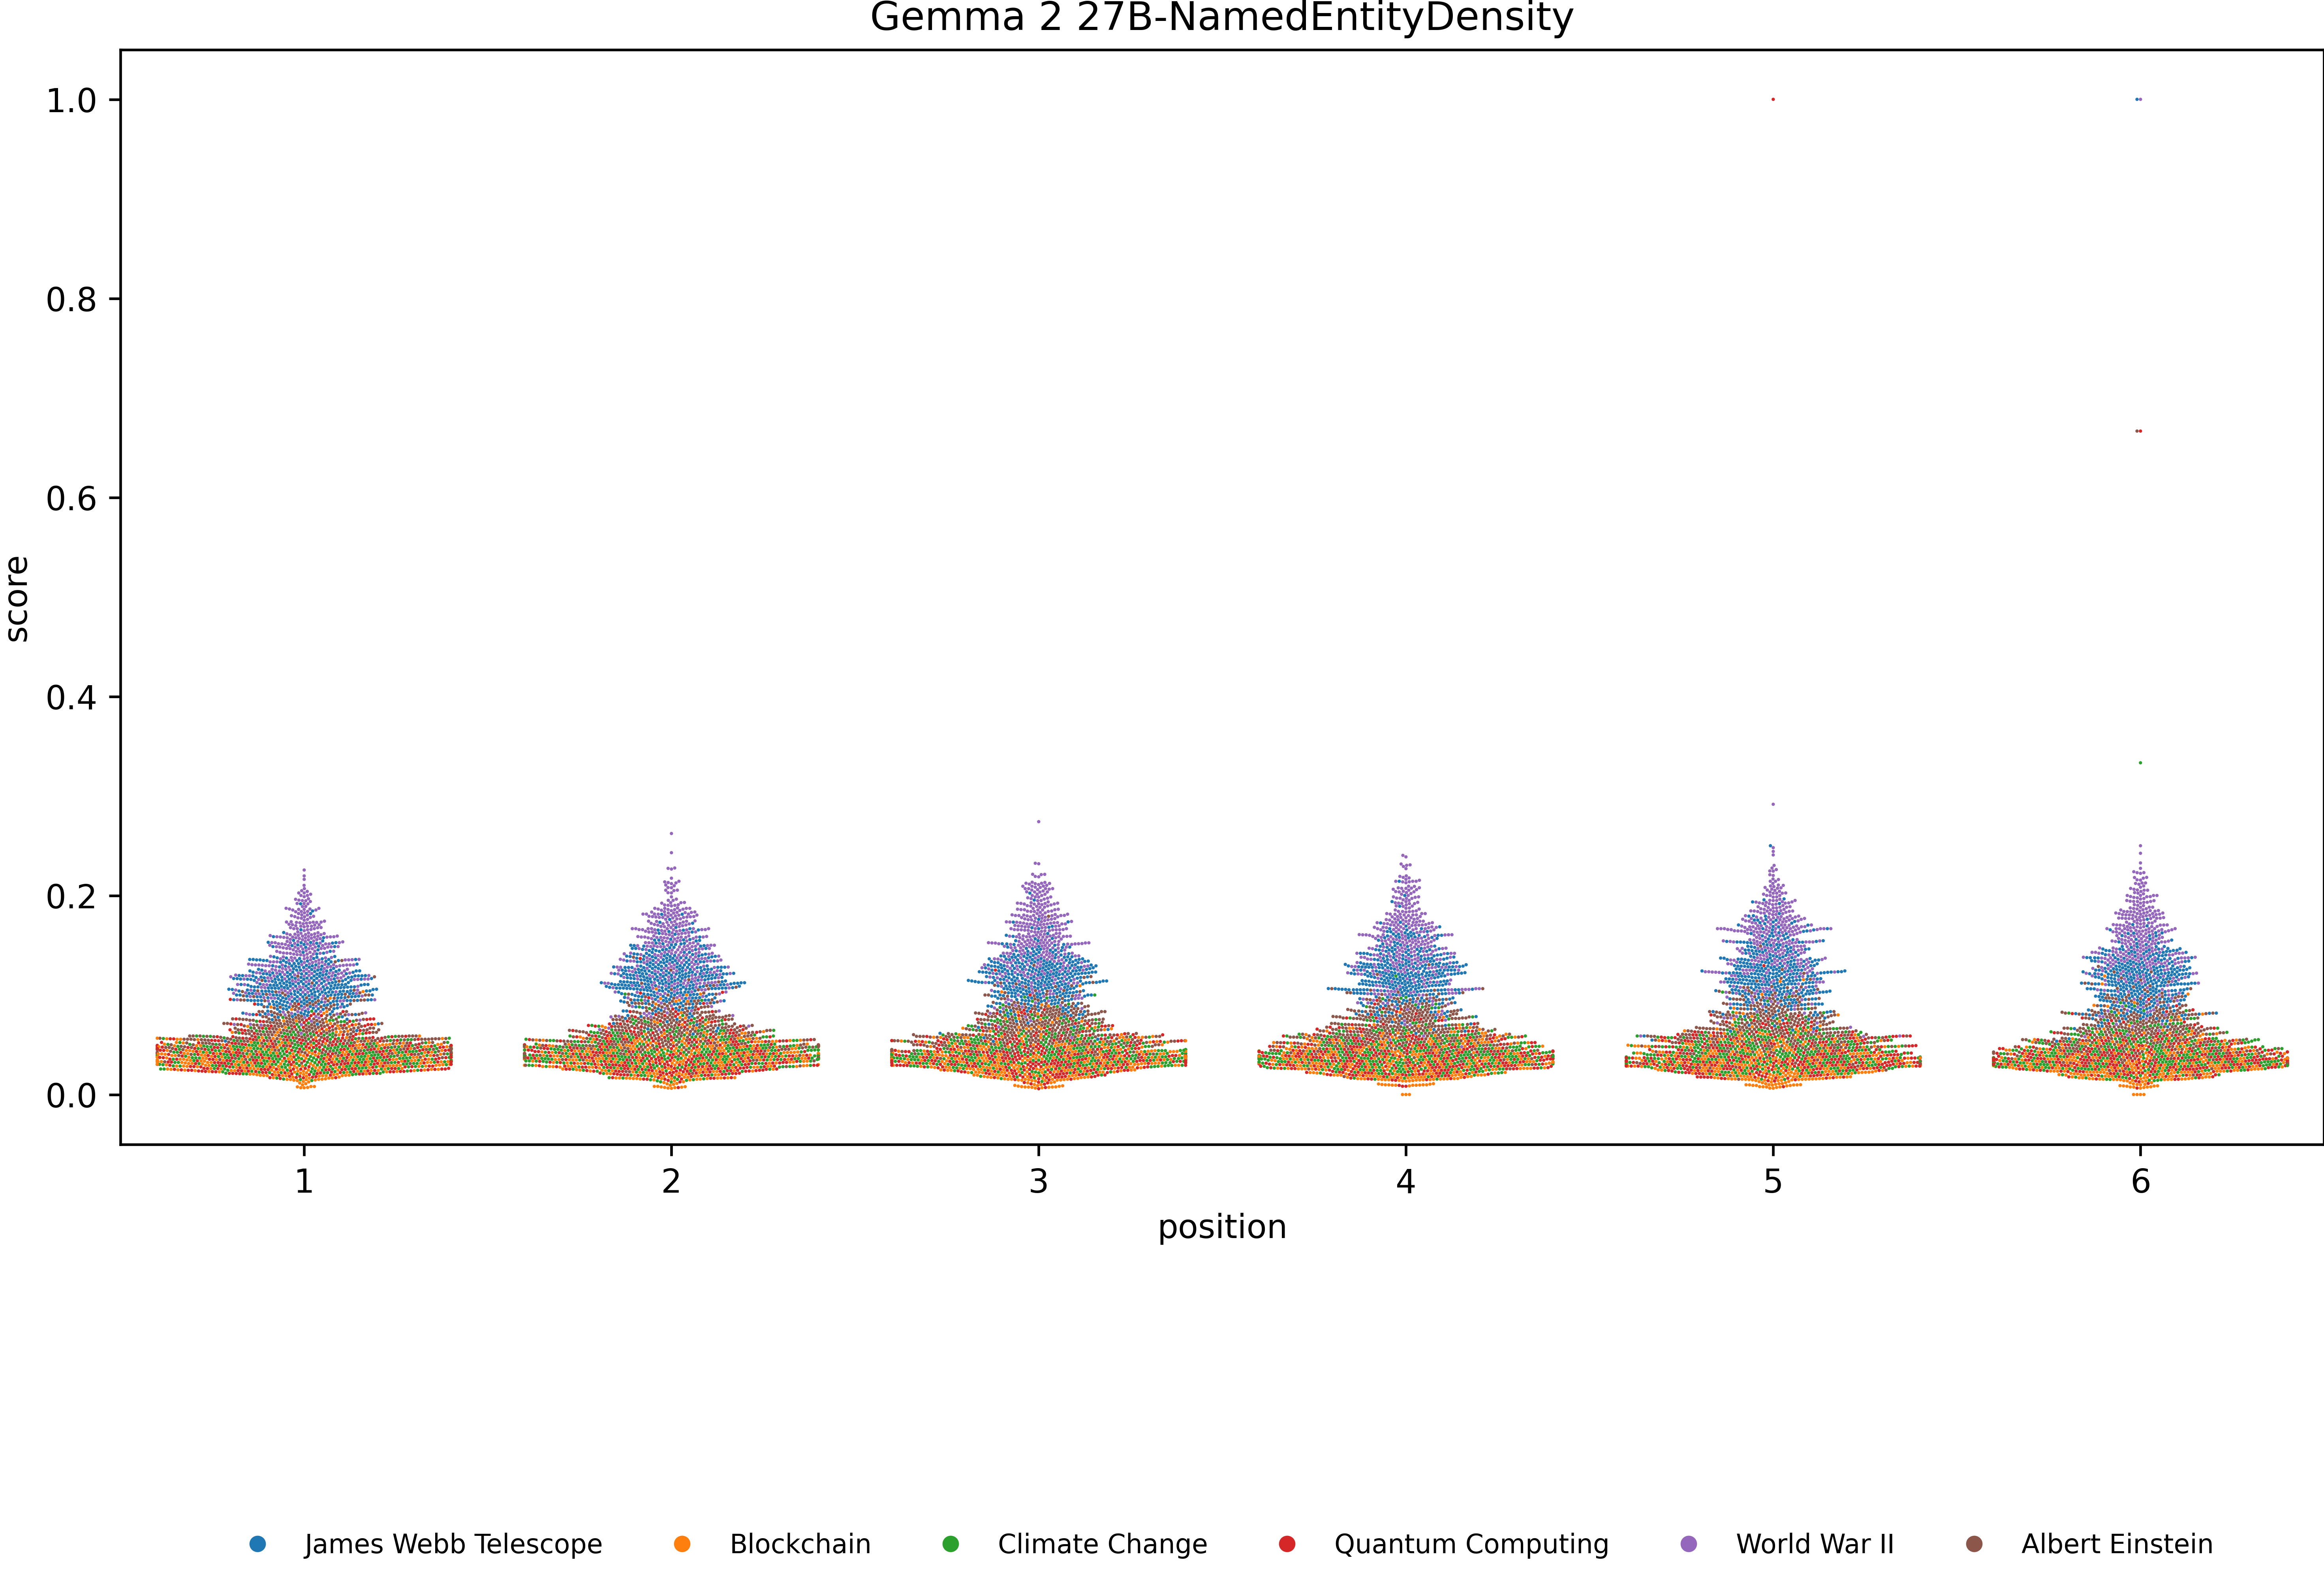 Gemma 2 27B-NamedEntityDensity
1.0
0.8
0.6
0.4
0.2
0.0
score
1 2 3 4 5 6
position
James Webb Telescope Blockchain Climate Change Quantum Computing World War II Albert Einstein